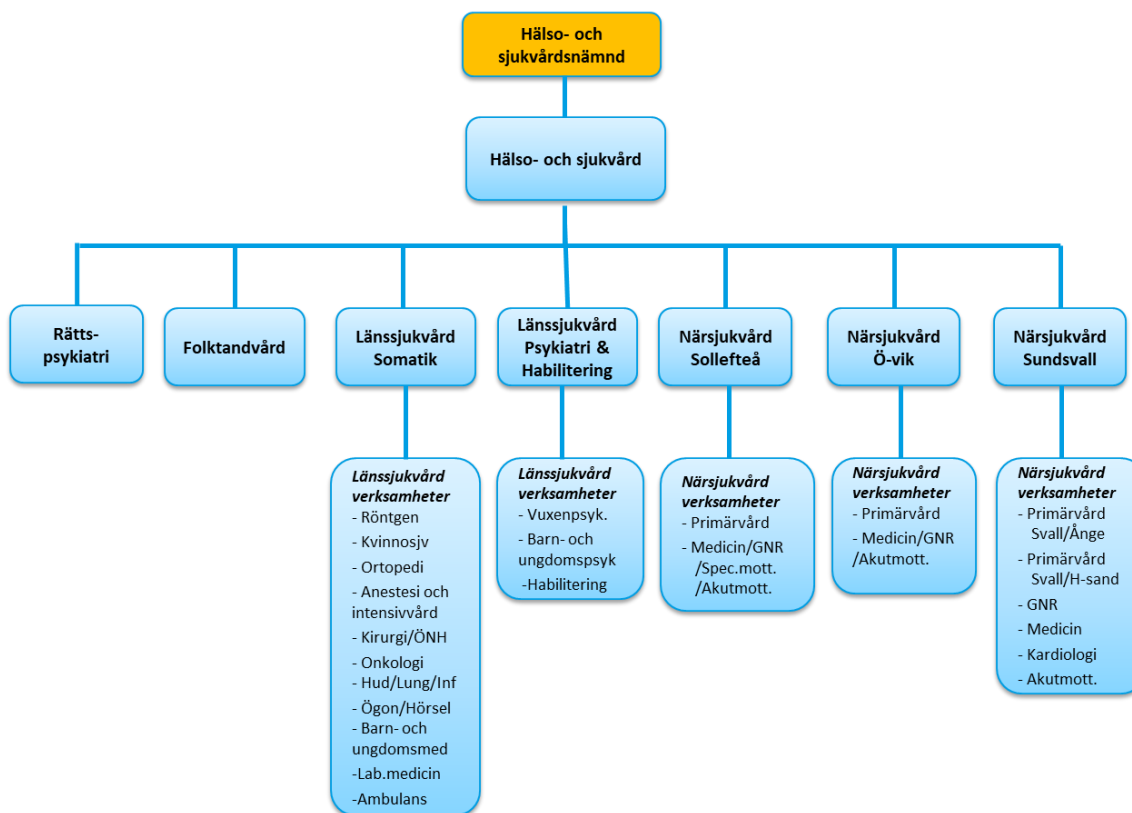 Hälso- och
sjukvårdsnämnd
Hälso- och sjukvård
Rätts-
psykiatri
Folktandvård
Länssjukvård
Somatik
Länssjukvård
Psykiatri &
Habilitering
Närsjukvård
Sollefteå
Närsjukvård
Ö-vik
Närsjukvård
Sundsvall
Länssjukvård
verksamheter
- Röntgen
- Kvinnosjv
- Ortopedi
- Anestesi och
intensivvård
- Kirurgi/ÖNH
- Onkologi
- Hud/Lung/Inf
- Ögon/Hörsel
- Barn- och
ungdomsmed
-Lab.medicin
-Ambulans
Länssjukvård
verksamheter
- Vuxenpsyk.
- Barn- och
ungdomspsyk
-Habilitering
Närsjukvård
verksamheter
- Primärvård
- Medicin/GNR
/Spec.mott.
/Akutmott.
Närsjukvård
verksamheter
- Primärvård
- Medicin/GNR
/Akutmott.
Närsjukvård
verksamheter
- Primärvård
Svall/Ånge
- Primärvård
Svall/H-sand
- GNR
- Medicin
- Kardiologi
- Akutmott.